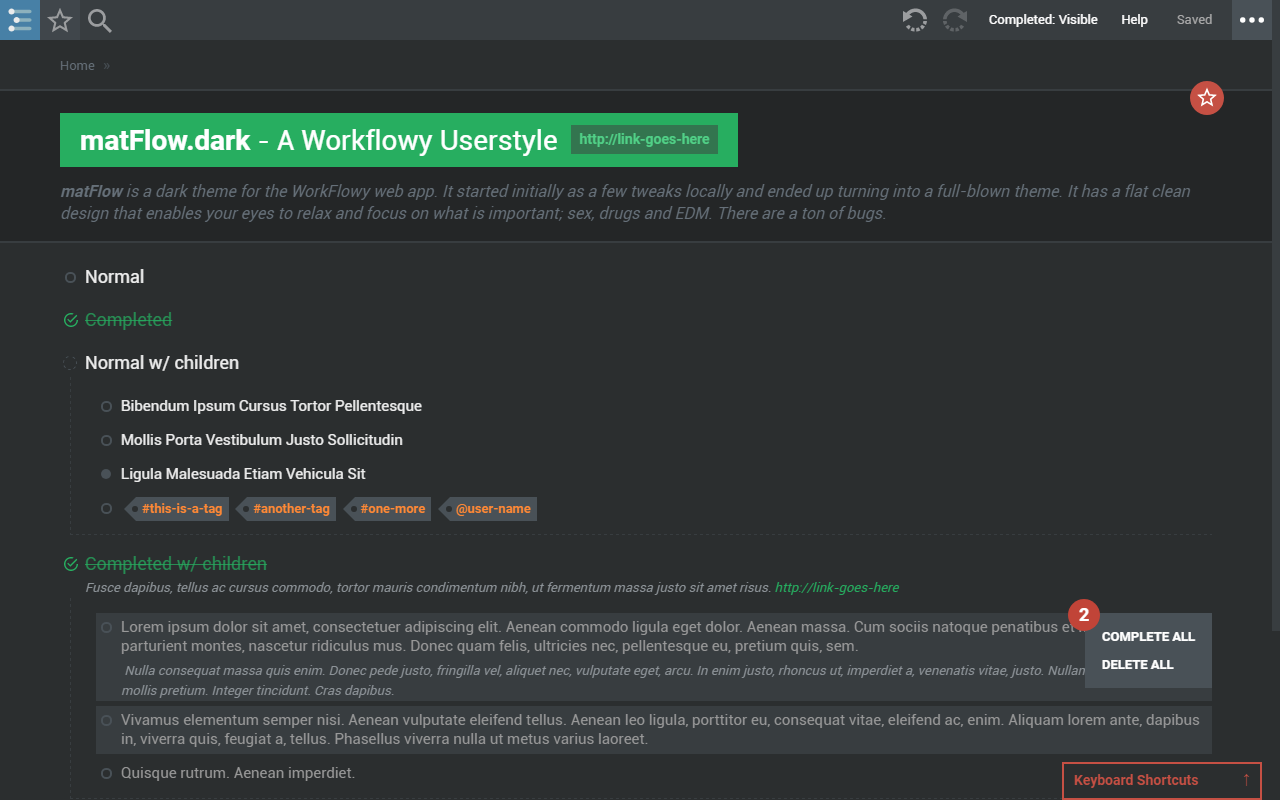 Completed: Visible Help Saved
Home »
matFlow.dark - A Workflowy Userstyle http://link-goes-here
matFlow is a dark theme for the WorkFlowy web app. It started initially as a few tweaks locally and ended up turning into a full-blown theme. It has a flat clean
design that enables your eyes to relax and focus on what is important; sex, drugs and EDM. There are a ton of bugs.
Normal
Completed
Normal w/ children
Bibendum Ipsum Cursus Tortor Pellentesque
Mollis Porta Vestibulum Justo Sollicitudin
Ligula Malesuada Etiam Vehicula Sit
#this-is-a-tag #another-tag #one-more @user-name
Completed w/ children
Fusce dapibus, tellus ac cursus commodo, tortor mauris condimentum nibh, ut fermentum massa justo sit amet risus. http://link-goes-here
Lorem ipsum dolor sit amet, consectetuer adipiscing elit. Aenean commodo ligula eget dolor. Aenean massa. Cum sociis natoque penatibus et
parturient montes, nascetur ridiculus mus. Donec quam felis, ultricies nec, pellentesque eu, pretium quis, sem.
Nulla consequat massa quis enim. Donec pede justo, fringilla vel, aliquet nec, vulputate eget, arcu. In enim justo, rhoncus ut, imperdiet a, venenatis vitae, justo. Nullam
mollis pretium. Integer tincidunt. Cras dapibus.
2
COMPLETE ALL
DELETE ALL
Vivamus elementum semper nisi. Aenean vulputate eleifend tellus. Aenean leo ligula, porttitor eu, consequat vitae, eleifend ac, enim. Aliquam lorem ante, dapibus
in, viverra quis, feugiat a, tellus. Phasellus viverra nulla ut metus varius laoreet.
Quisque rutrum. Aenean imperdiet.
Keyboard Shortcuts ↑